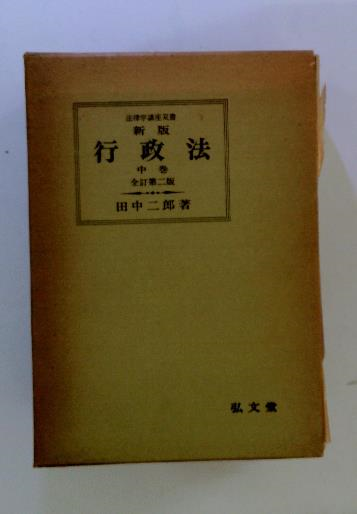 法律学講座双書
新版
行政法
中巻
全訂第二版
田中二郎著
弘文堂